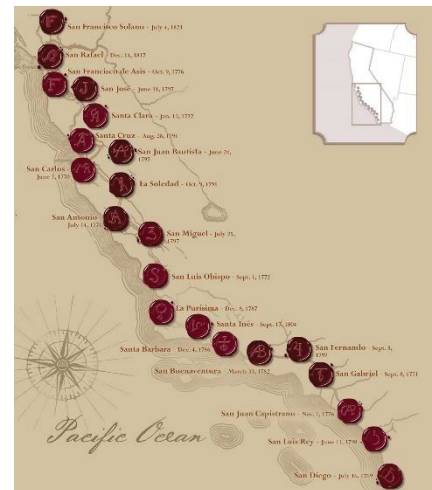 San Francisco Solano - July 4, 1823
San Rafael - Dec. 14, 1817
San Francisco de Asis - Oct. 9, 1776
San José - June 11, 1797
Santa Clara - Jan. 12, 1777
Santa Cruz - Aug. 28, 1791
San Juan Bautista - June 24,
1797
San Carlos -
June 3, 1770
La Soledad - Oct. 9, 1791
San Antonio
July 14, 1771
San Miguel - July 25,
1797
San Luis Obispo - Sept. 1, 1772
La Purísima - Dec. 8, 1787
Santa Inés - Sept. 17, 1804
Santa Barbara - Dec. 4, 1786
San Fernando - Sept. 8,
1797
San Buenaventura - March 31, 1782
San Gabriel - Sept. 8, 1771
San Juan Capistrano - Nov. 1, 1776
San Luis Rey - June 13, 1798
San Diego - July 16, 1769
Pacific Ocean